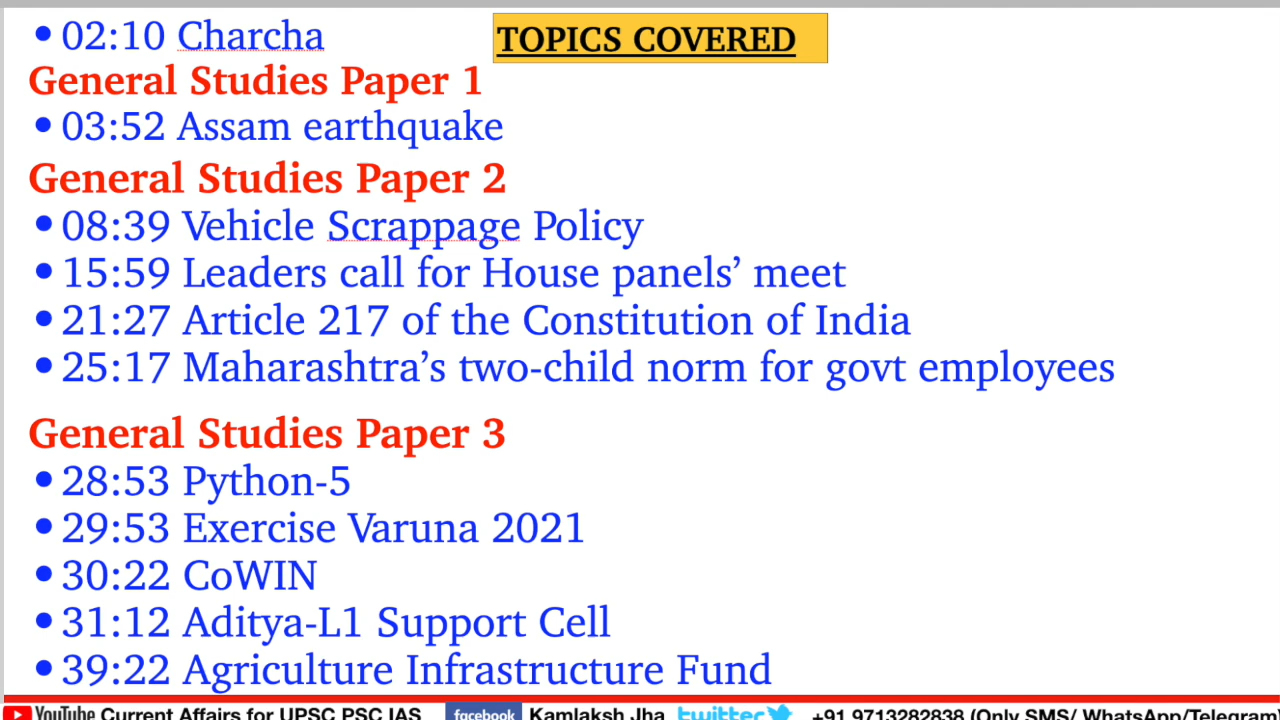 • 02:10 Charcha
TOPICS COVERED
General Studies Paper 1
• 03:52 Assam earthquake
General Studies Paper 2
• 08:39 Vehicle Scrappage Policy
• 15:59 Leaders call for House panels’ meet
• 21:27 Article 217 of the Constitution of India
• 25:17 Maharashtra’s two-child norm for govt employees
General Studies Paper 3
• 28:53 Python-5
• 29:53 Exercise Varuna 2021
• 30:22 CoWIN
• 31:12 Aditya-L1 Support Cell
• 39:22 Agriculture Infrastructure Fund
YouTube Current Affairs for UPSC PSC IAS facebook Kamlaksh Jha twitter +91 9713282838 (Only SMS/ WhatsApp/Telegram)